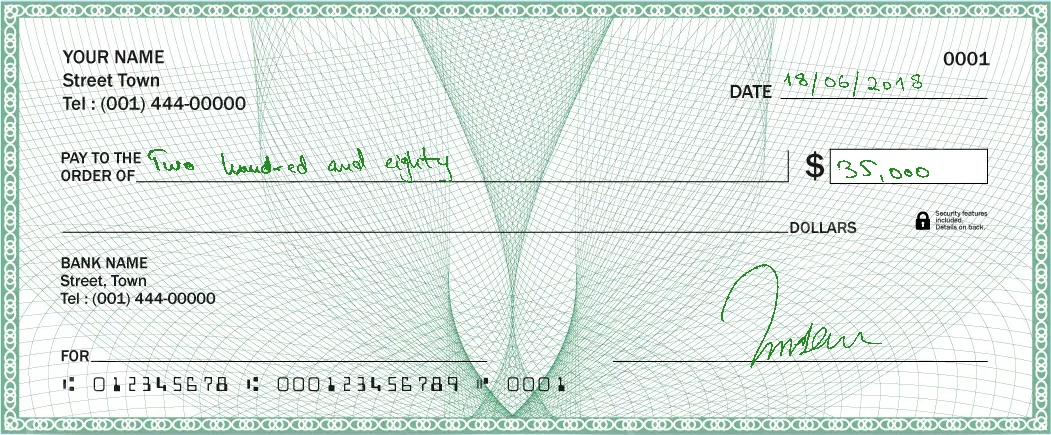 YOUR NAME
0001
Street Town
Tel : (001) 444-00000
DATE 18/06/2018
PAY TO THE
ORDER OF Two hundred and eighty $ 35,000
DOLLARS
Security features
included.
Details on back.
BANK NAME
Street, Town
Tel : (001) 444-00000
FOR
⑆ 012345678 ⑆ 000123456789 ⑈ 0001